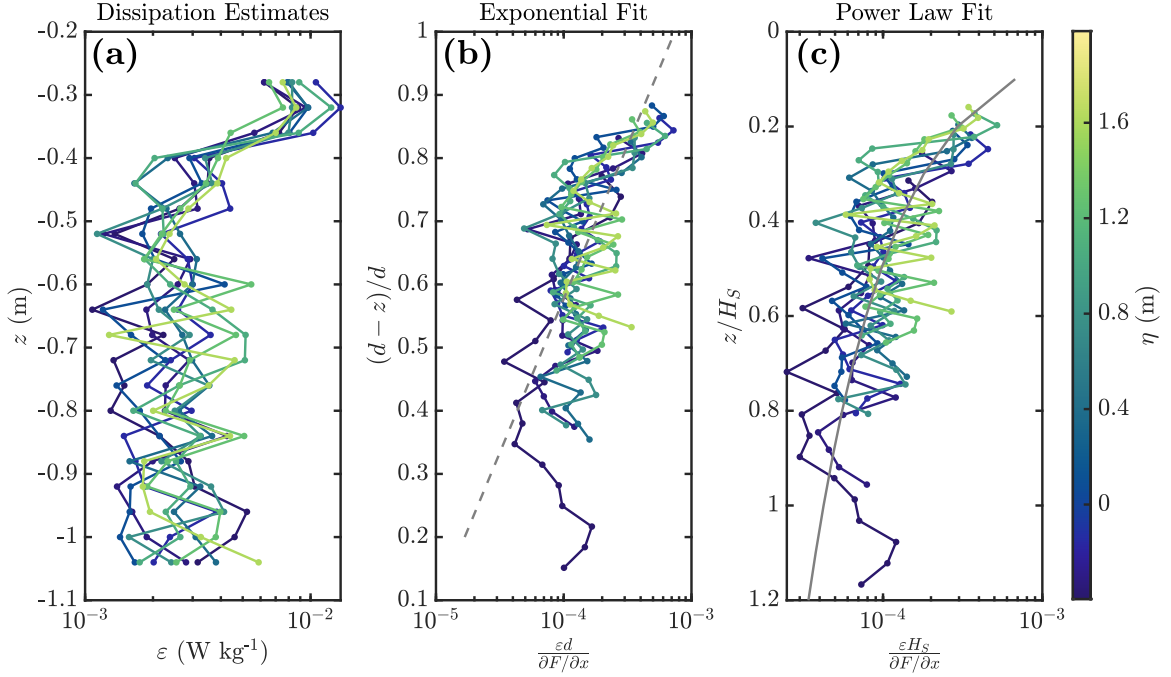 Dissipation Estimates
Exponential Fit
Power Law Fit
(a)
(b)
(c)
-0.2
-0.3
-0.4
-0.5
-0.6
-0.7
-0.8
-0.9
-1
-1.1
z (m)
10⁻³
10⁻²
ε (W kg⁻¹)
1
0.9
0.8
0.7
0.6
0.5
0.4
0.3
0.2
0.1
(d − z)/d
10⁻⁵
10⁻⁴
10⁻³
εd
∂F/∂x
0
0.2
0.4
0.6
0.8
1
1.2
z/H_S
10⁻⁴
10⁻³
εH_S
∂F/∂x
1.6
1.2
0.8
0.4
0
η (m)